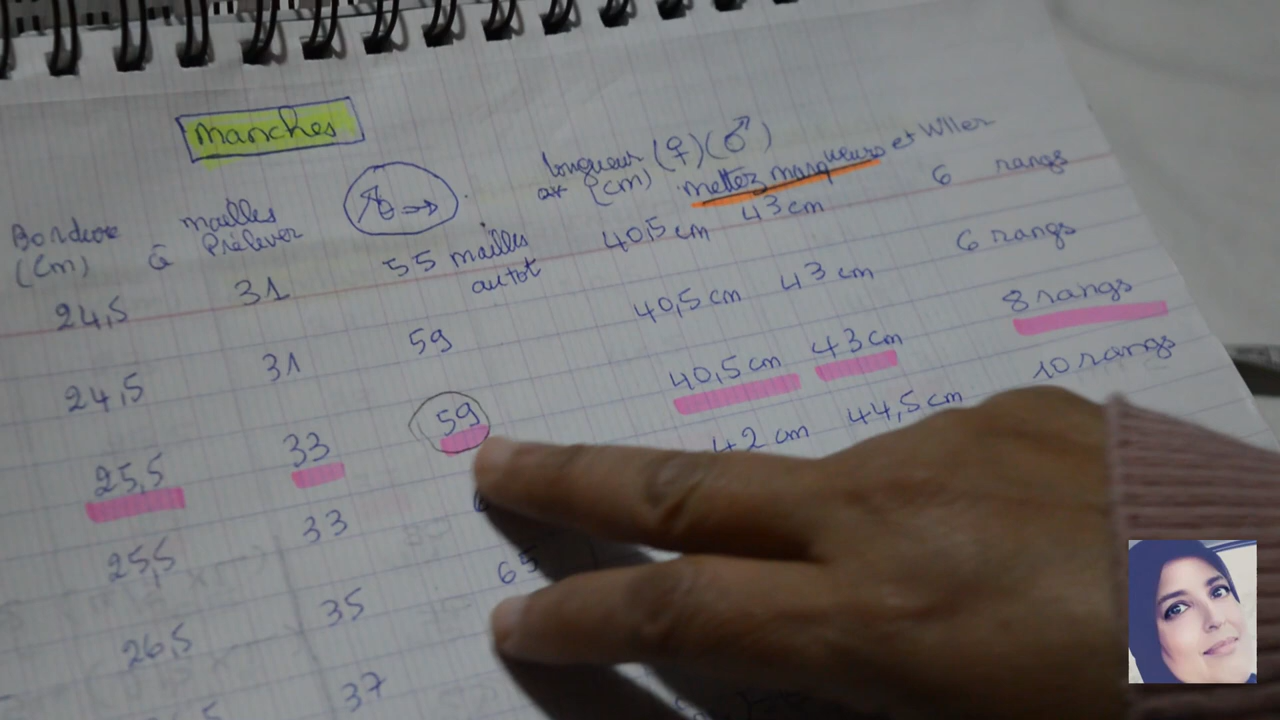 manches
longueur (♀)(♂)
(cm) mettez marqueurs et
Bordure mailles
(Cm) à Prélever
24,5 31 55 mailles 40,5 cm 43 cm 6 rangs
au tot
24,5 31 59 40,5 cm 43 cm 6 rangs
25,5 33 59 40,5 cm 43 cm 8 rangs
25,5 33 42 cm 44,5 cm 10 rangs
26,5 35 65
37